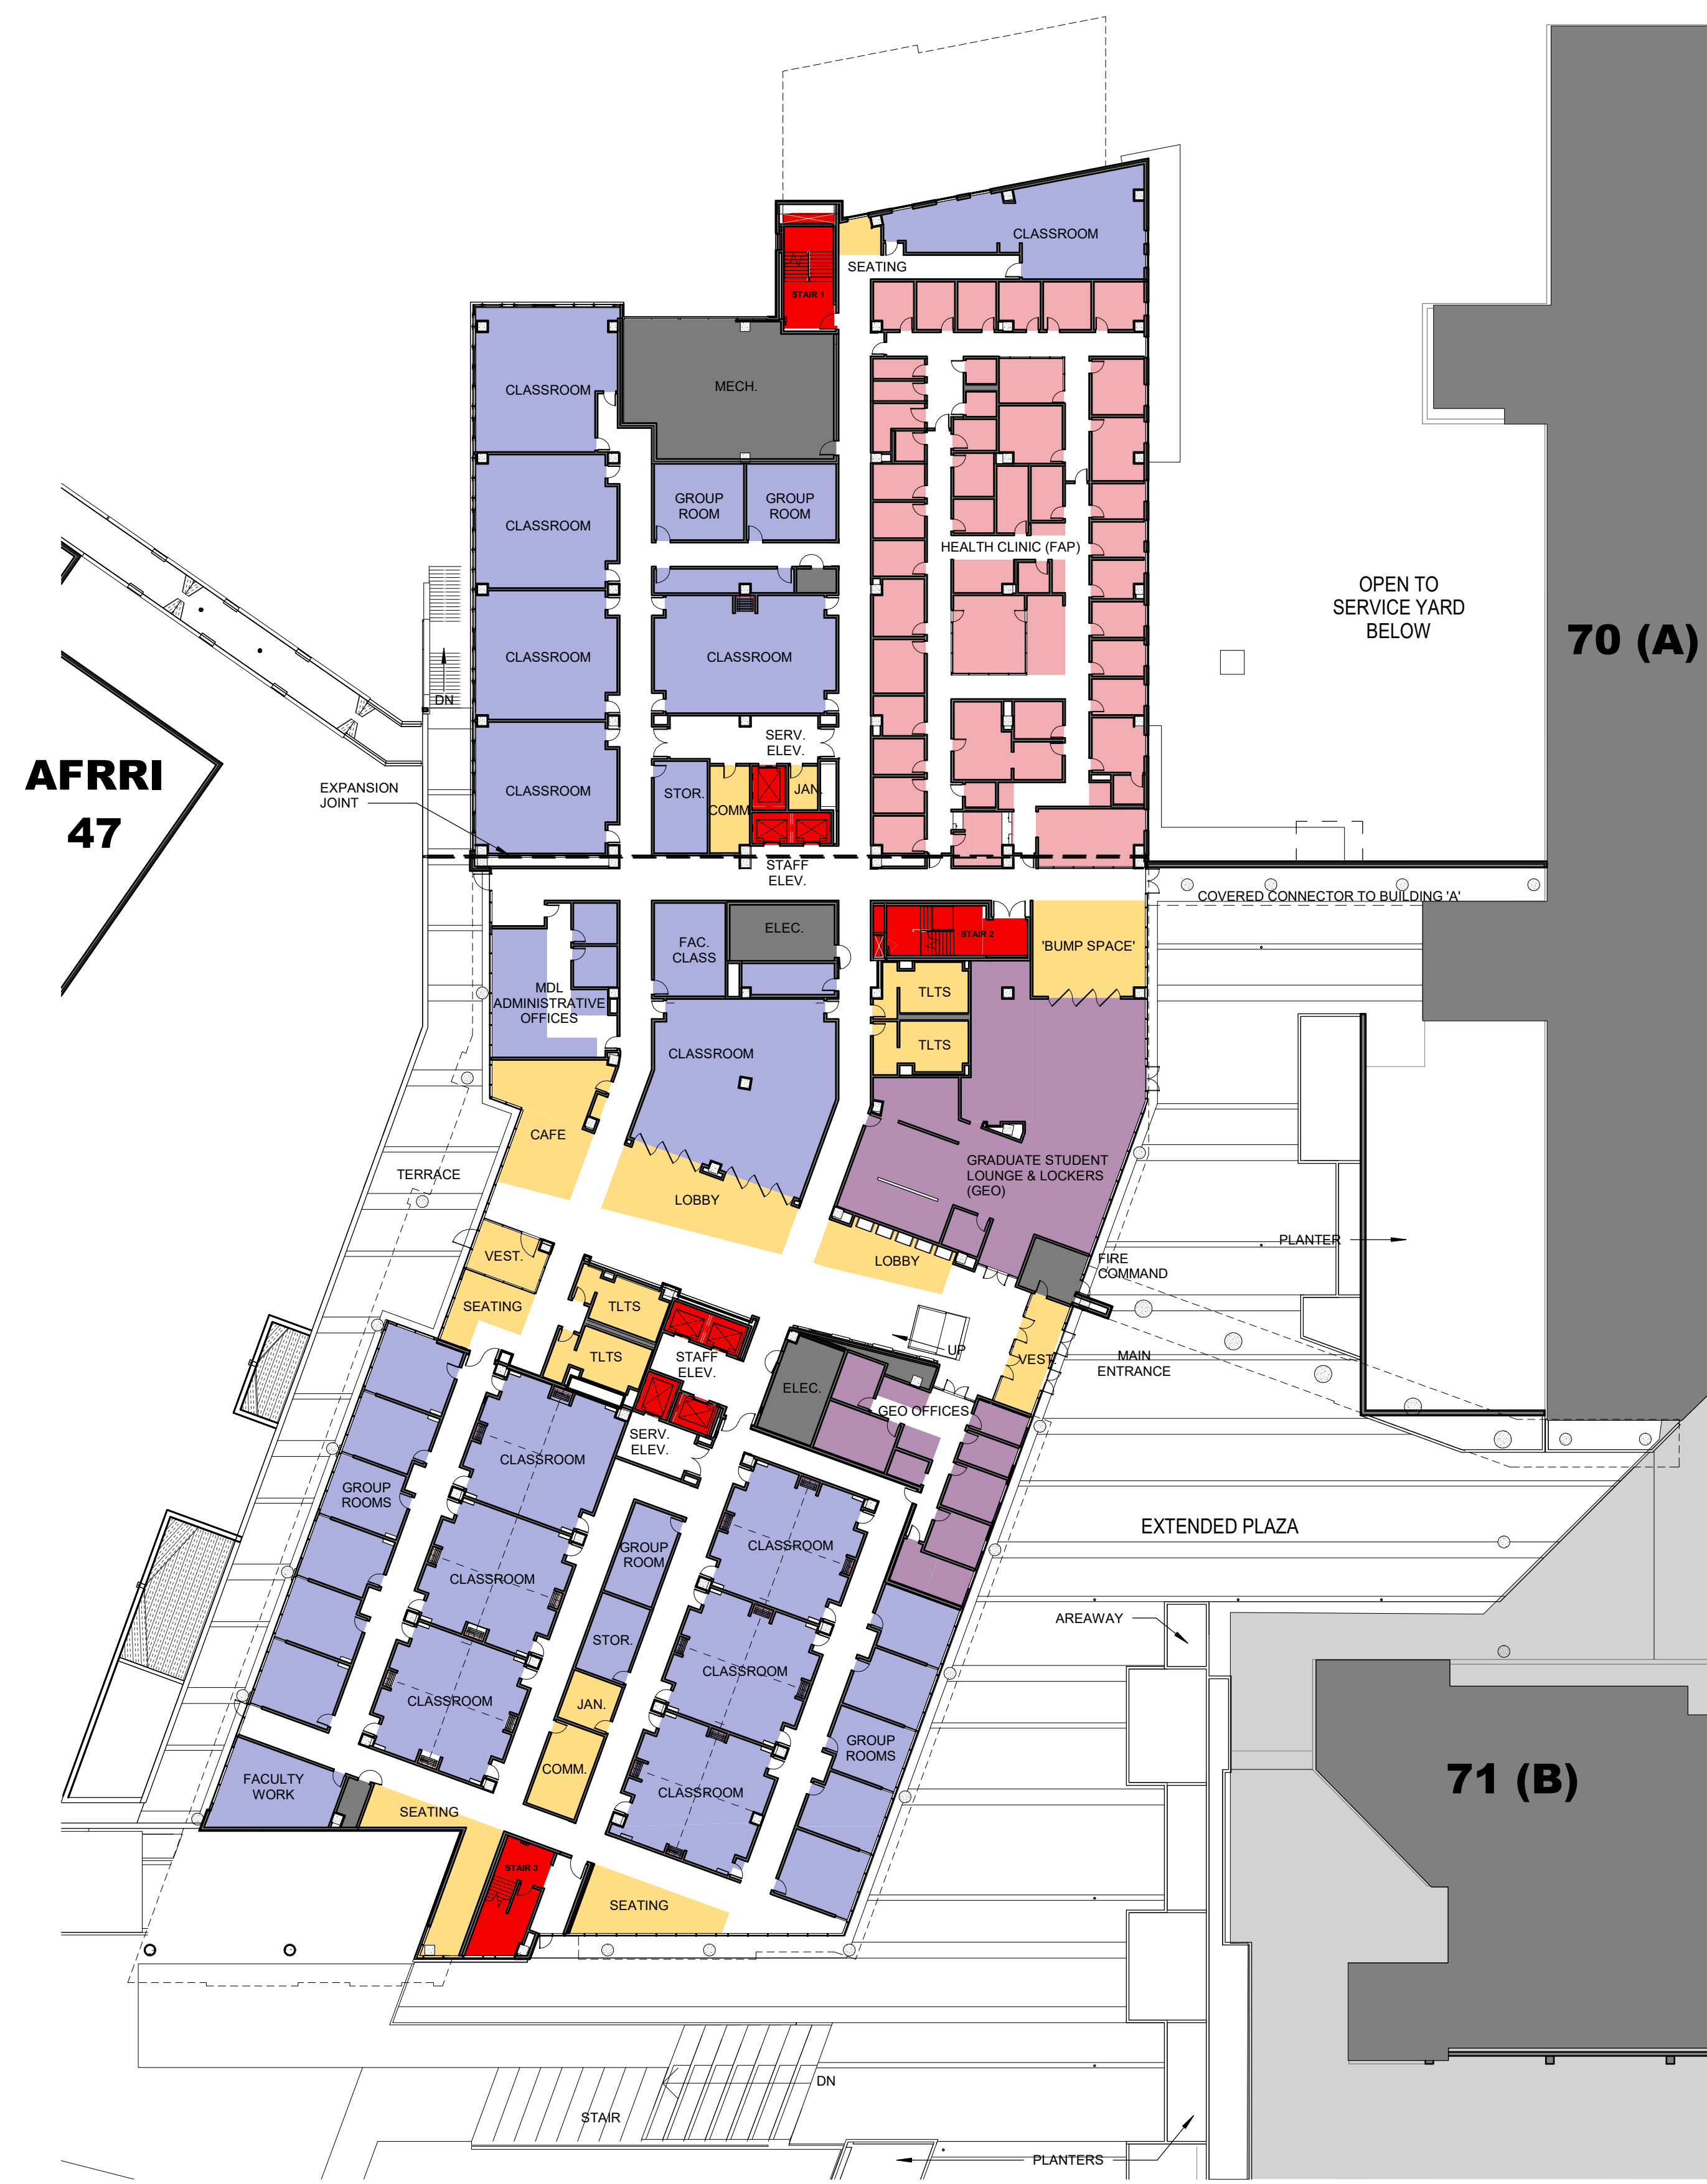 CLASSROOM
SEATING
STAIR 1
CLASSROOM
MECH.
GROUP
ROOM
GROUP
ROOM
CLASSROOM
HEALTH CLINIC (FAP)
OPEN TO
SERVICE YARD
BELOW
70 (A)
CLASSROOM
CLASSROOM
DN
SERV.
ELEV.
AFRRI
47
EXPANSION
JOINT
CLASSROOM
STOR.
COMM.
JAN.
STAFF
ELEV.
COVERED CONNECTOR TO BUILDING 'A'
ELEC.
STAIR 2
FAC.
CLASS
'BUMP SPACE'
MDL
ADMINISTRATIVE
OFFICES
TLTS
TLTS
CLASSROOM
CAFE
TERRACE
GRADUATE STUDENT
LOUNGE & LOCKERS
(GEO)
LOBBY
PLANTER
VEST.
LOBBY
FIRE
COMMAND
SEATING
TLTS
TLTS
STAFF
ELEV.
UP
VEST.
MAIN
ENTRANCE
ELEC.
GEO OFFICES
SERV.
ELEV.
CLASSROOM
GROUP
ROOMS
EXTENDED PLAZA
GROUP
ROOM
CLASSROOM
CLASSROOM
AREAWAY
STOR.
CLASSROOM
CLASSROOM
JAN.
GROUP
ROOMS
COMM.
FACULTY
WORK
CLASSROOM
71 (B)
SEATING
STAIR 3
SEATING
DN
STAIR
PLANTERS